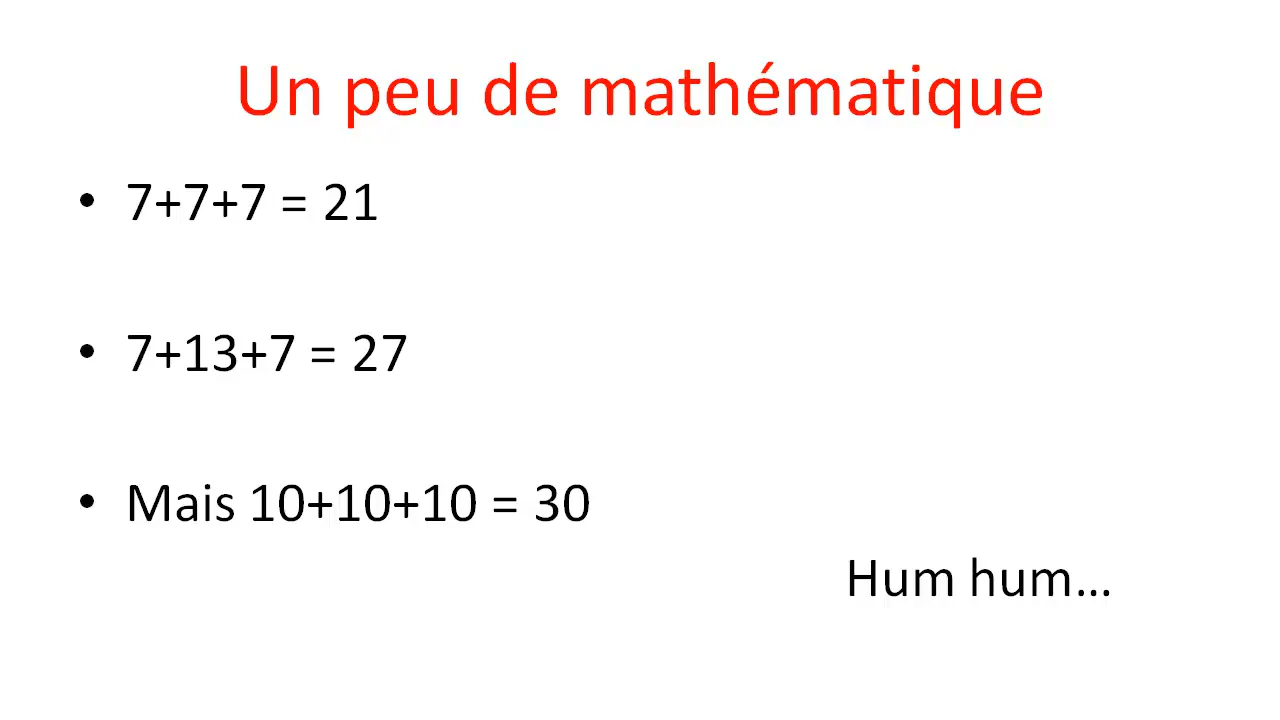 Un peu de mathématique
• 7+7+7 = 21
• 7+13+7 = 27
• Mais 10+10+10 = 30
Hum hum...